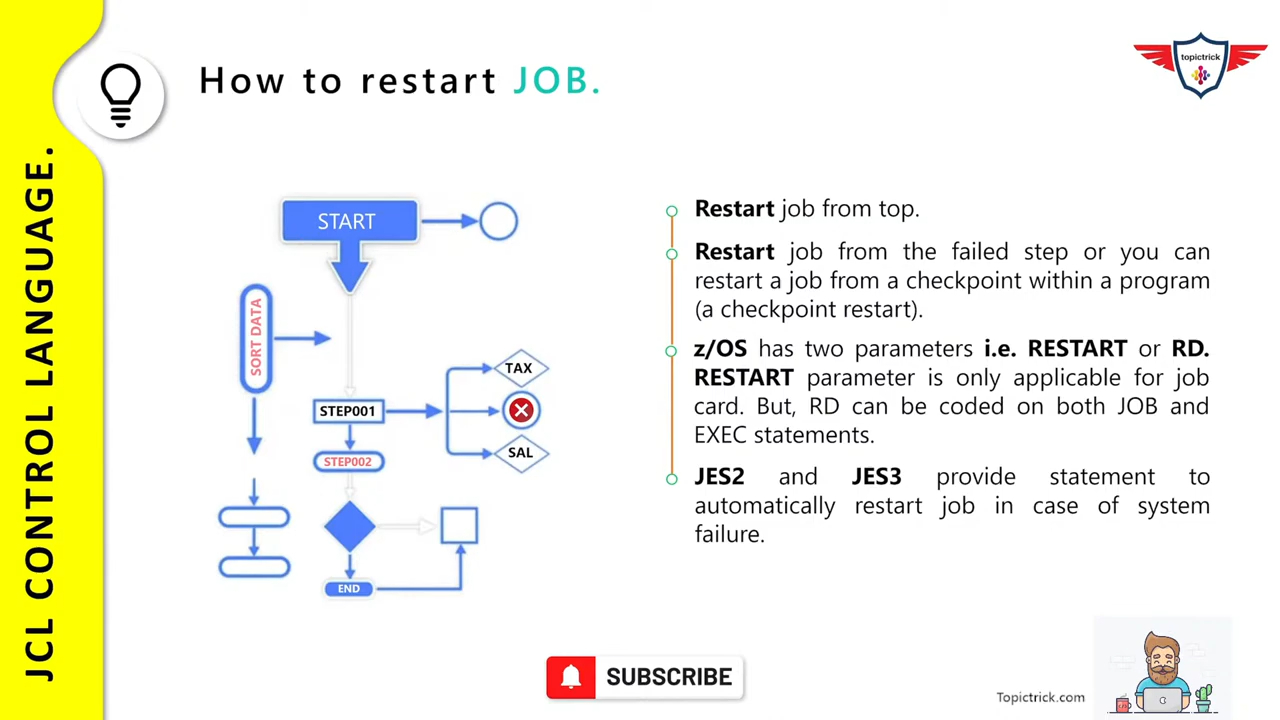 JCL CONTROL LANGUAGE.
How to restart JOB.
topictrick
START
SORT DATA
TAX
STEP001
SAL
STEP002
END
Restart job from top.
Restart job from the failed step or you can
restart a job from a checkpoint within a program
(a checkpoint restart).
z/OS has two parameters i.e. RESTART or RD.
RESTART parameter is only applicable for job
card. But, RD can be coded on both JOB and
EXEC statements.
JES2 and JES3 provide statement to
automatically restart job in case of system
failure.
SUBSCRIBE
Topictrick.com